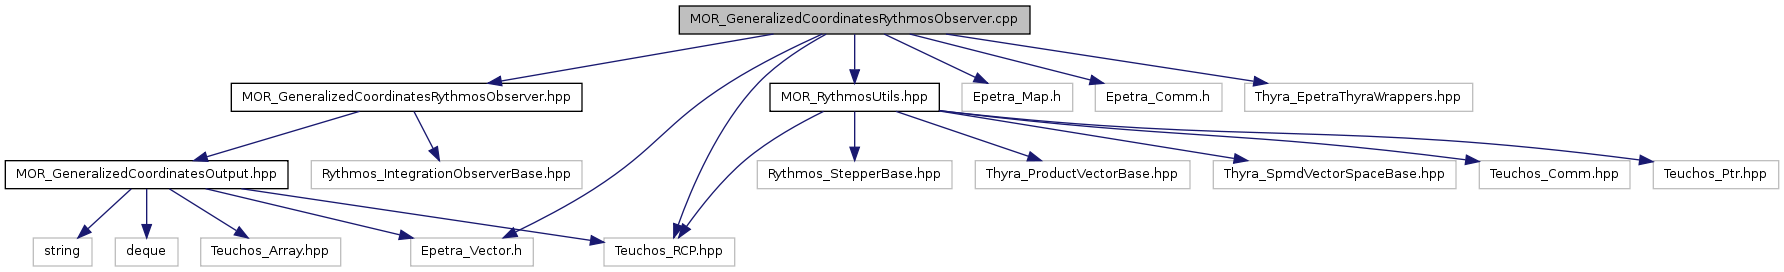 MOR_GeneralizedCoordinatesRythmosObserver.cpp
MOR_GeneralizedCoordinatesRythmosObserver.hpp
MOR_RythmosUtils.hpp
Epetra_Map.h
Epetra_Comm.h
Thyra_EpetraThyraWrappers.hpp
MOR_GeneralizedCoordinatesOutput.hpp
Rythmos_IntegrationObserverBase.hpp
Rythmos_StepperBase.hpp
Thyra_ProductVectorBase.hpp
Thyra_SpmdVectorSpaceBase.hpp
Teuchos_Comm.hpp
Teuchos_Ptr.hpp
string
deque
Teuchos_Array.hpp
Epetra_Vector.h
Teuchos_RCP.hpp